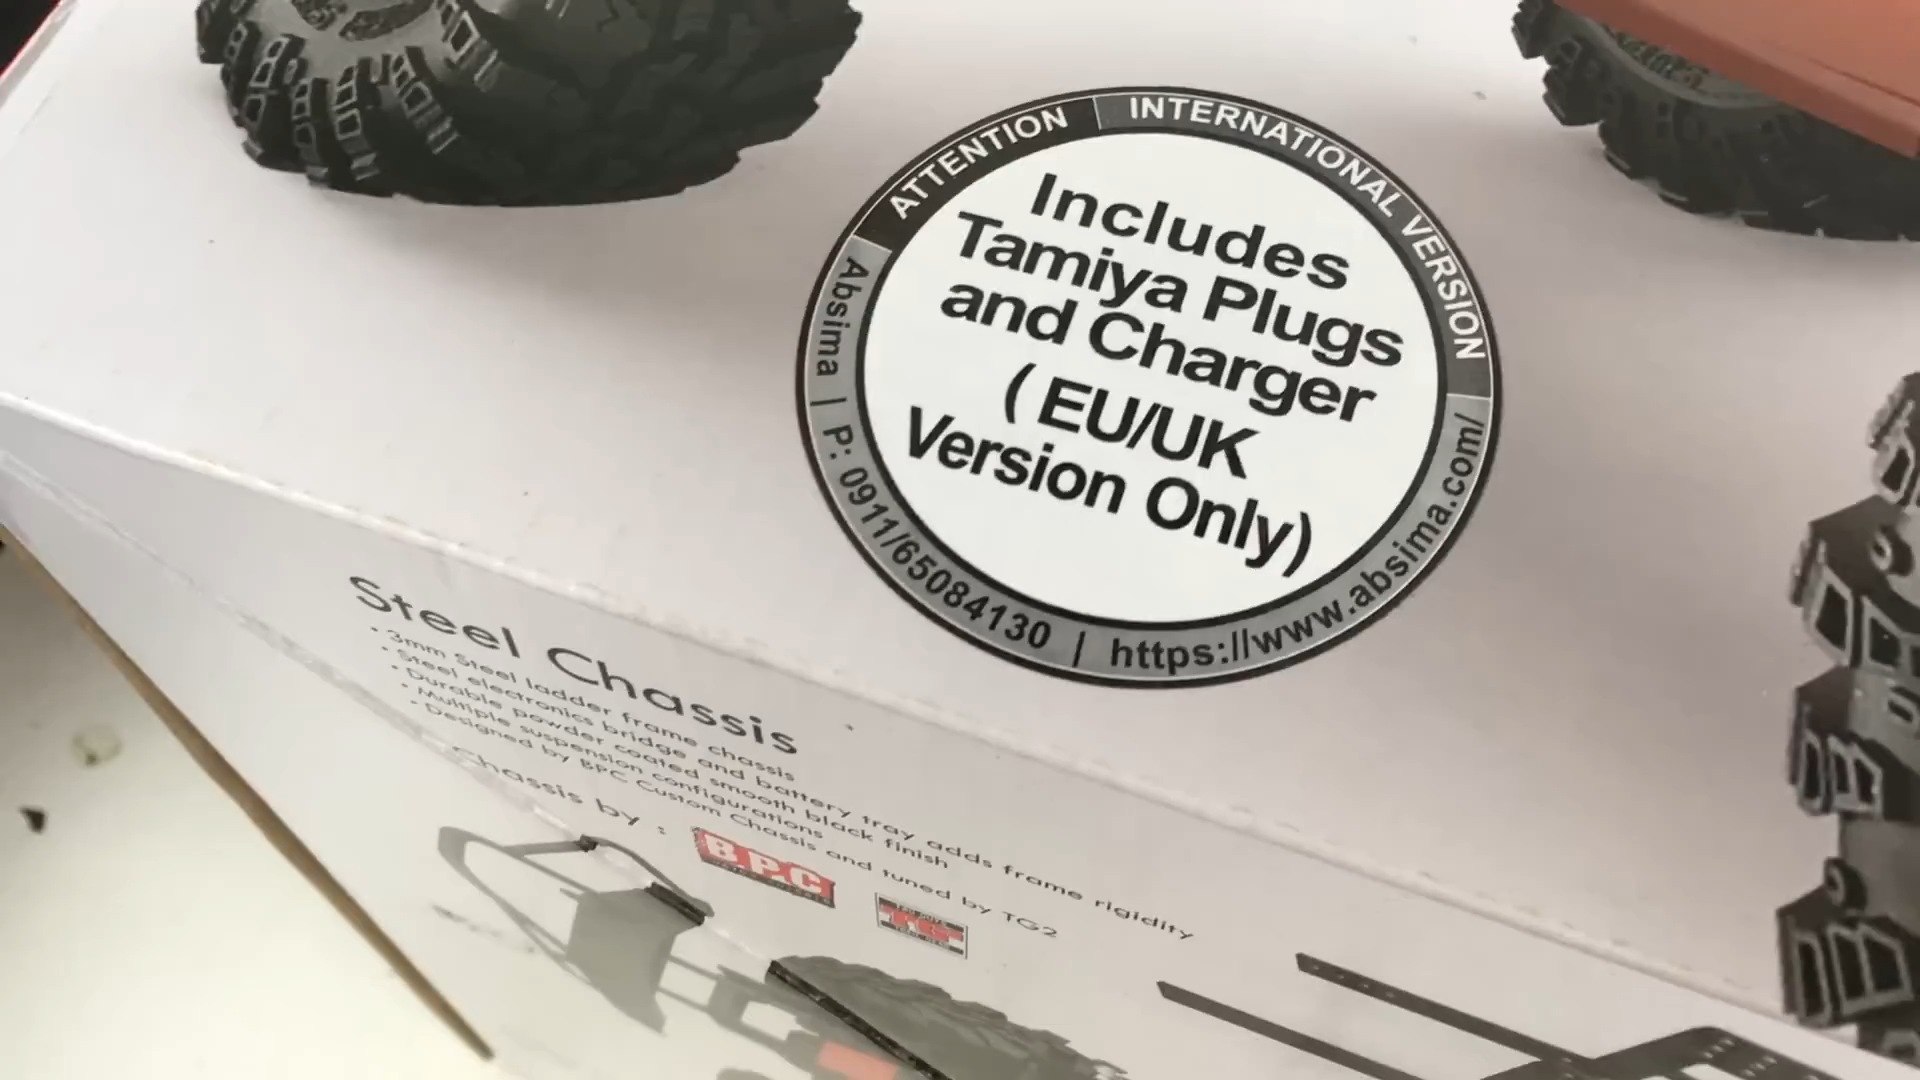 ATTENTION
INTERNATIONAL VERSION
Includes
Tamiya Plugs
and Charger
( EU/UK
Version Only)
Absima | P: 0911/65084130 | https://www.absima.com/
Steel Chassis
• 3mm Steel ladder frame chassis
• Steel electronics bridge and battery tray adds frame rigidity
• Durable powder coated smooth black finish
• Multiple suspension configurations
• Designed by BPC Custom Chassis and tuned by TG2
Chassis by :
B.P.C